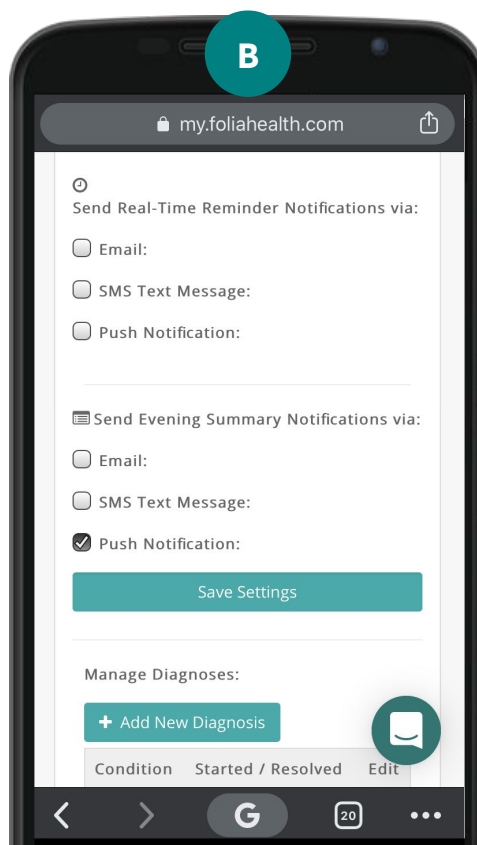 B
my.foliahealth.com
Send Real-Time Reminder Notifications via:
Email:
SMS Text Message:
Push Notification:
Send Evening Summary Notifications via:
Email:
SMS Text Message:
Push Notification:
Save Settings
Manage Diagnoses:
+ Add New Diagnosis
Condition Started / Resolved Edit
G 20